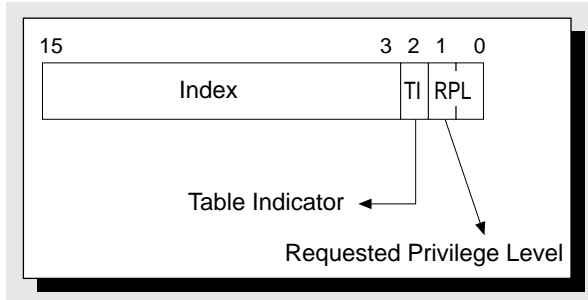 15 3 2 1 0
Index TI RPL
Table Indicator
Requested Privilege Level